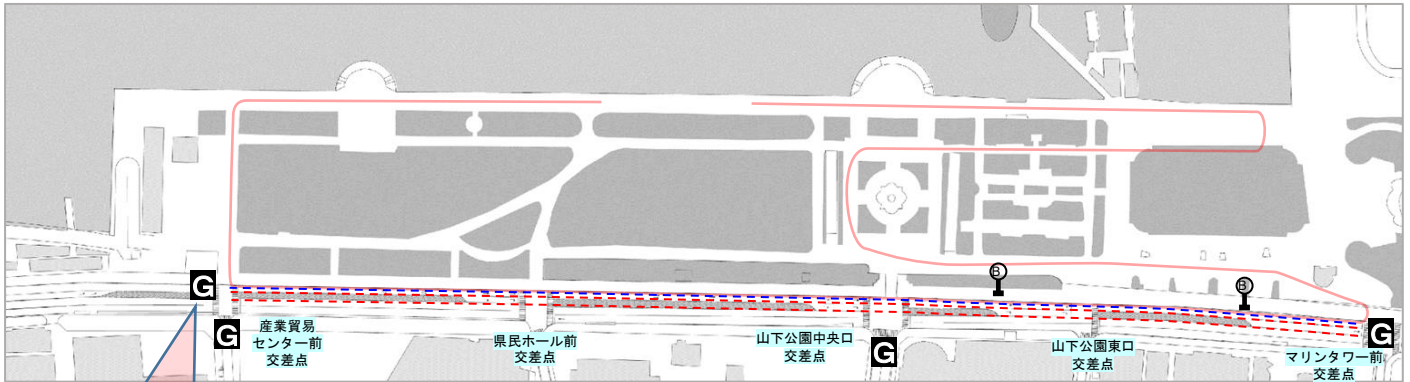 B
B
G
G
産業貿易
センター前
交差点
県民ホール前
交差点
山下公園中央口
交差点
G
山下公園東口
交差点
G
マリンタワー前
交差点